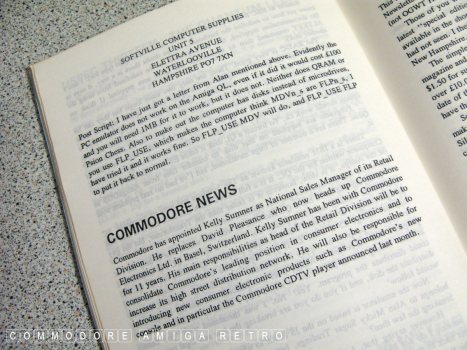 SOFTVILLE COMPUTER SUPPLIES
UNIT 5
ELETTRA AVENUE
WATERLOOVILLE
HAMPSHIRE PO7 7XN
Post Script: I have just got a letter from Alan mentioned above. Evidently the
PC emulator does not work on the Amiga QL, even if it did it would cost £100
and you will need 1MB for it to work, but it does not. Neither does QRAM or
Psion Chess. Also to make out the computer has disks instead of microdrives,
you use FLP_USE, which makes the computer think MDVn_s are FLPn_s, I
have tried it and it works fine. So FLP_USE MDV will do, and FLP_USE FLP
to put it back to normal.
COMMODORE NEWS
Commodore has appointed Kelly Sumner as National Sales Manager of its Retail
Division. He replaces David Pleasance who now heads up Commodore
Electronics Ltd. in Basel, Switzerland. Kelly Sumner has been with Commodore
for 11 years. His main responsibilities as head of the Retail Division will be to
consolidate Commodore's leading position in consumer electronics and to
increase its high street distribution network. He will also be responsible for
introducing new consumer electronic products such as Commodore's new
console and in particular the Commodore CDTV player announced last month.
COMMODORE AMIGA RETRO